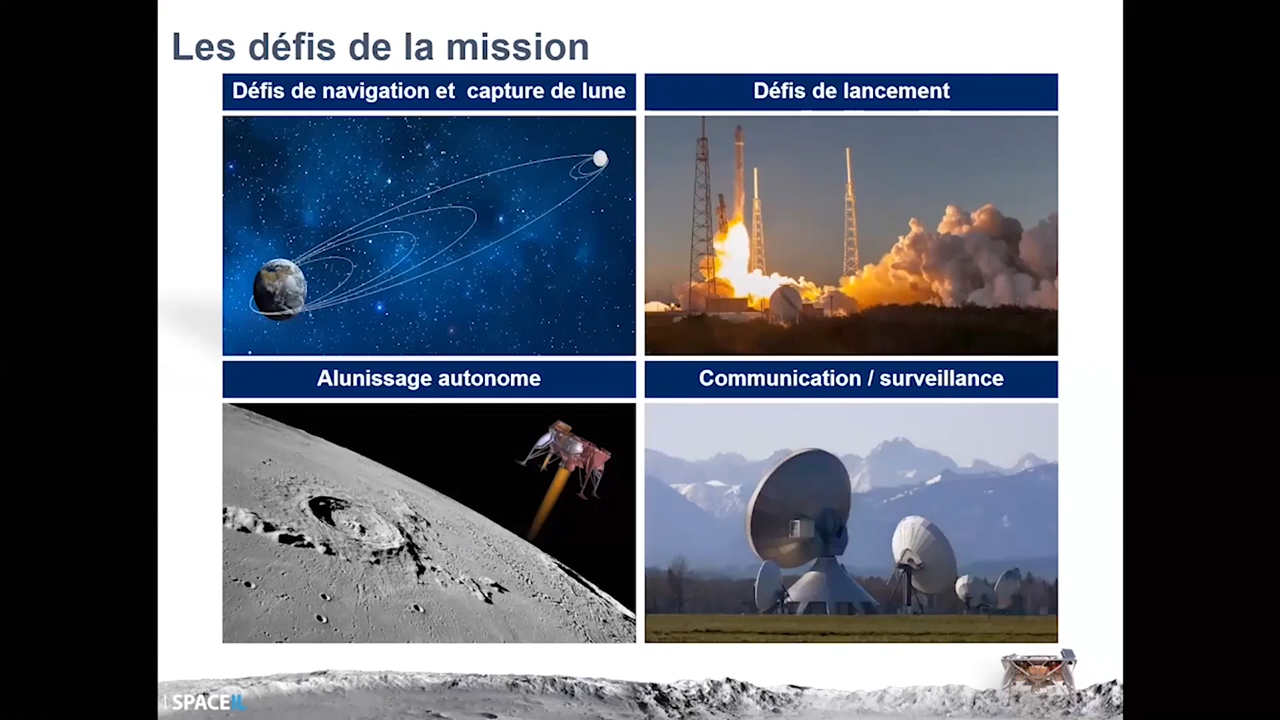 Les défis de la mission
Défis de navigation et  capture de lune
Défis de lancement
Alunissage autonome
Communication / surveillance
SPACEIL